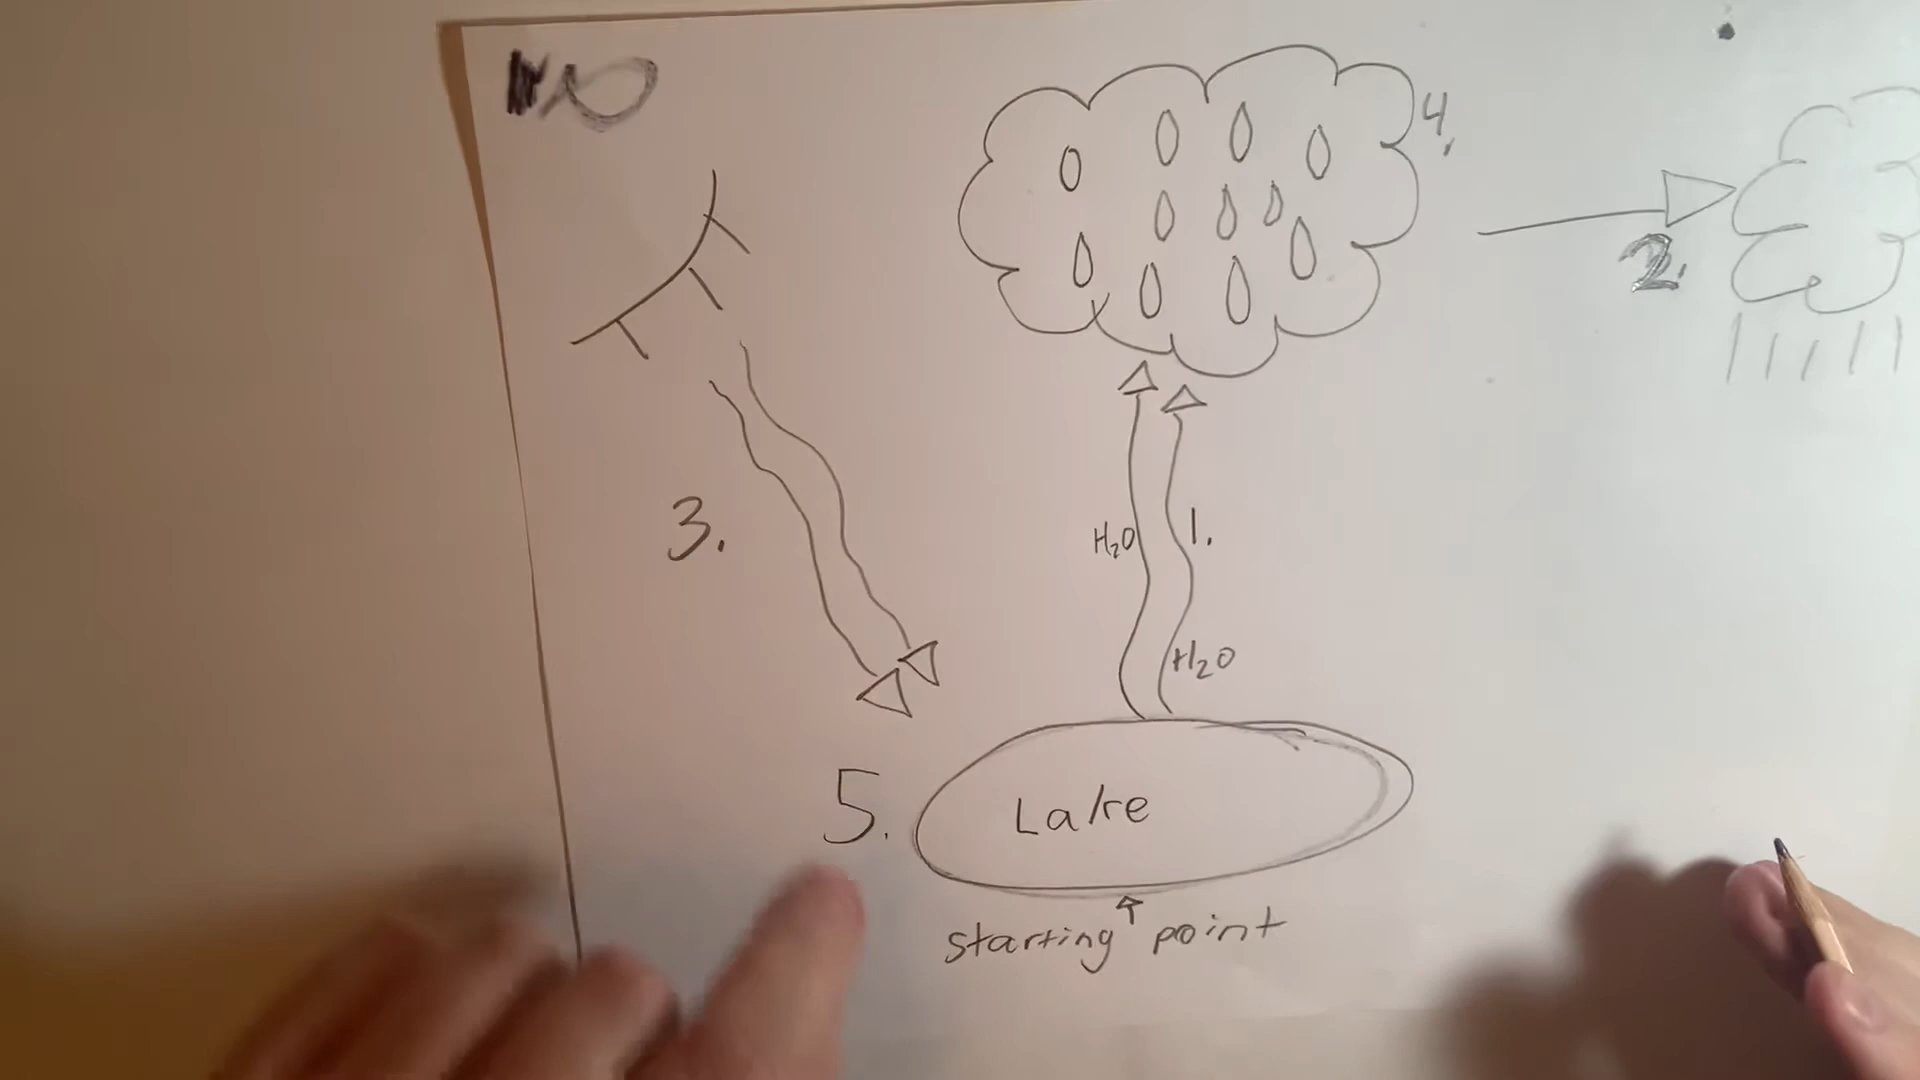 4.
2.
3.
H₂O
1.
H₂O
5.
Lake
starting point